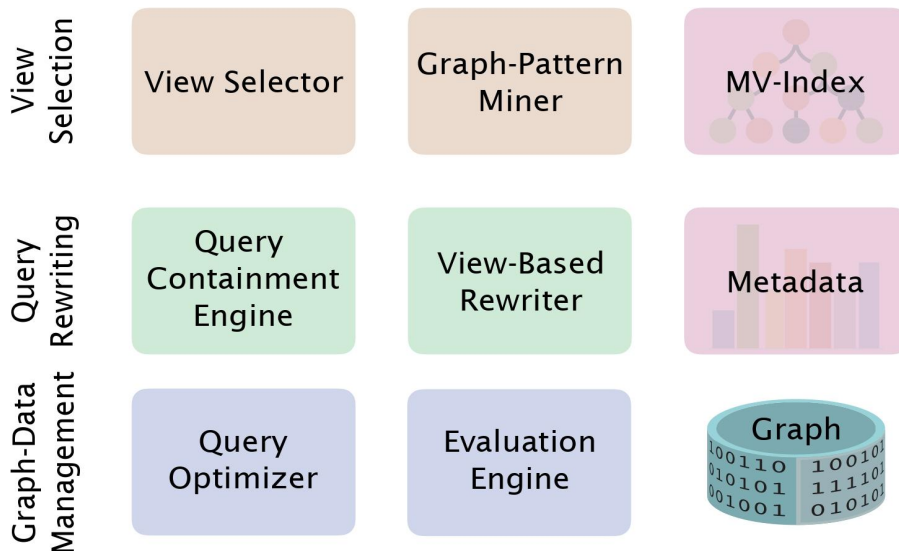 View
Selection
View Selector
Graph-Pattern
Miner
MV-Index
Query
Rewriting
Query
Containment
Engine
View-Based
Rewriter
Metadata
Graph-Data
Management
Query
Optimizer
Evaluation
Engine
Graph
100110 100101
010101 111101
001001 010101